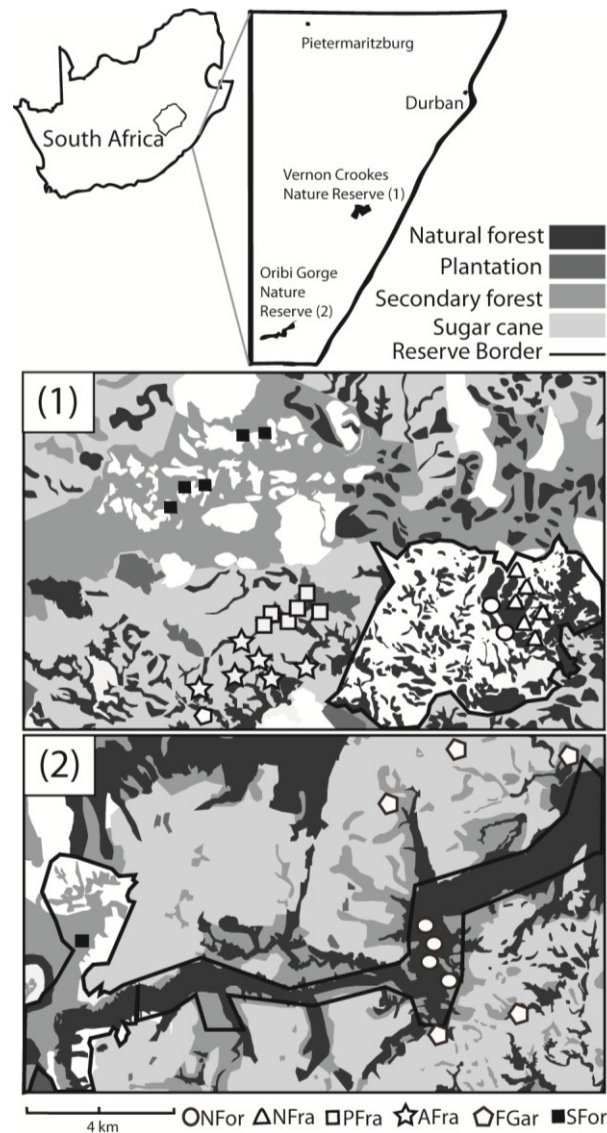 Pietermaritzburg
Durban
South Africa
Vernon Crookes
Nature Reserve (1)
Natural forest
Plantation
Oribi Gorge
Nature
Reserve (2)
Secondary forest
Sugar cane
Reserve Border
(1)
(2)
4 km
NFor NFra PFra AFra FGar SFor